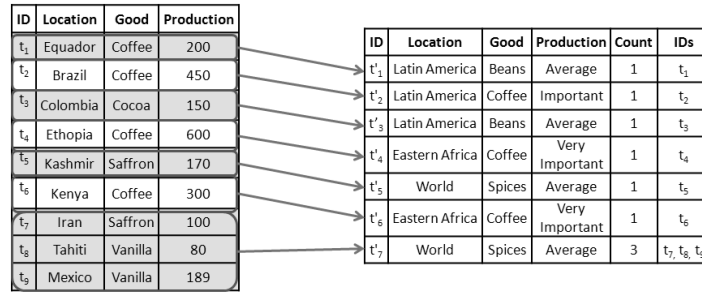 ID Location Good Production
t1 Equador Coffee 200
t2 Brazil Coffee 450
t3 Colombia Cocoa 150
t4 Ethopia Coffee 600
t5 Kashmir Saffron 170
t6 Kenya Coffee 300
t7 Iran Saffron 100
t8 Tahiti Vanilla 80
t9 Mexico Vanilla 189
ID Location Good Production Count IDs
t'1 Latin America Beans Average 1 t1
t'2 Latin America Coffee Important 1 t2
t'3 Latin America Beans Average 1 t3
t'4 Eastern Africa Coffee Very Important 1 t4
t'5 World Spices Average 1 t5
t'6 Eastern Africa Coffee Very Important 1 t6
t'7 World Spices Average 3 t7, t8, t9